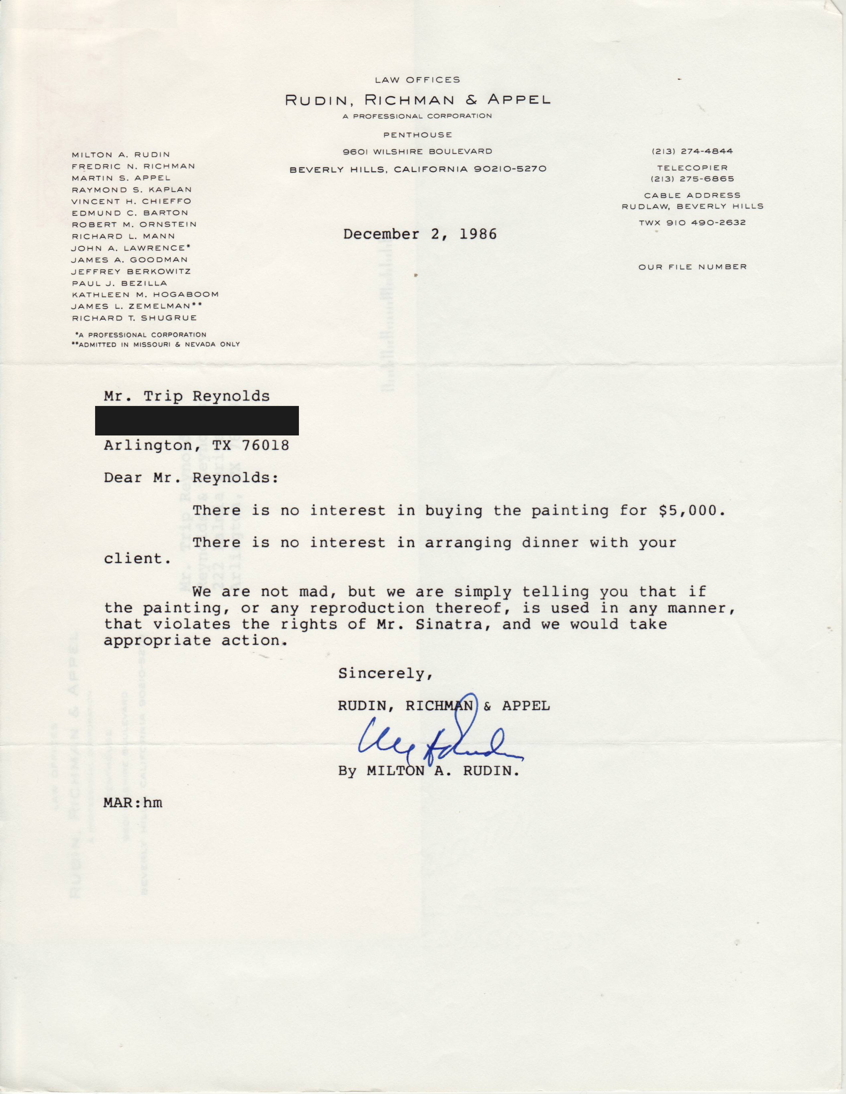 LAW OFFICES
RUDIN, RICHMAN & APPEL
A PROFESSIONAL CORPORATION
PENTHOUSE
9601 WILSHIRE BOULEVARD
BEVERLY HILLS, CALIFORNIA 90210-5270
MILTON A. RUDIN
FREDRIC N. RICHMAN
MARTIN S. APPEL
RAYMOND S. KAPLAN
VINCENT H. CHIEFFO
EDMUND C. BARTON
ROBERT M. ORNSTEIN
RICHARD L. MANN
JOHN A. LAWRENCE*
JAMES A. GOODMAN
JEFFREY BERKOWITZ
PAUL J. BEZILLA
KATHLEEN M. HOGABOOM
JAMES L. ZEMELMAN**
RICHARD T. SHUGRUE
*A PROFESSIONAL CORPORATION
**ADMITTED IN MISSOURI & NEVADA ONLY
(213) 274-4844
TELECOPIER
(213) 275-6865
CABLE ADDRESS
RUDLAW, BEVERLY HILLS
TWX 910 490-2632
OUR FILE NUMBER
December 2, 1986
Mr. Trip Reynolds
Arlington, TX 76018
Dear Mr. Reynolds:
There is no interest in buying the painting for $5,000.
There is no interest in arranging dinner with your
client.
We are not mad, but we are simply telling you that if
the painting, or any reproduction thereof, is used in any manner,
that violates the rights of Mr. Sinatra, and we would take
appropriate action.
Sincerely,
RUDIN, RICHMAN & APPEL
By MILTON A. RUDIN.
MAR:hm